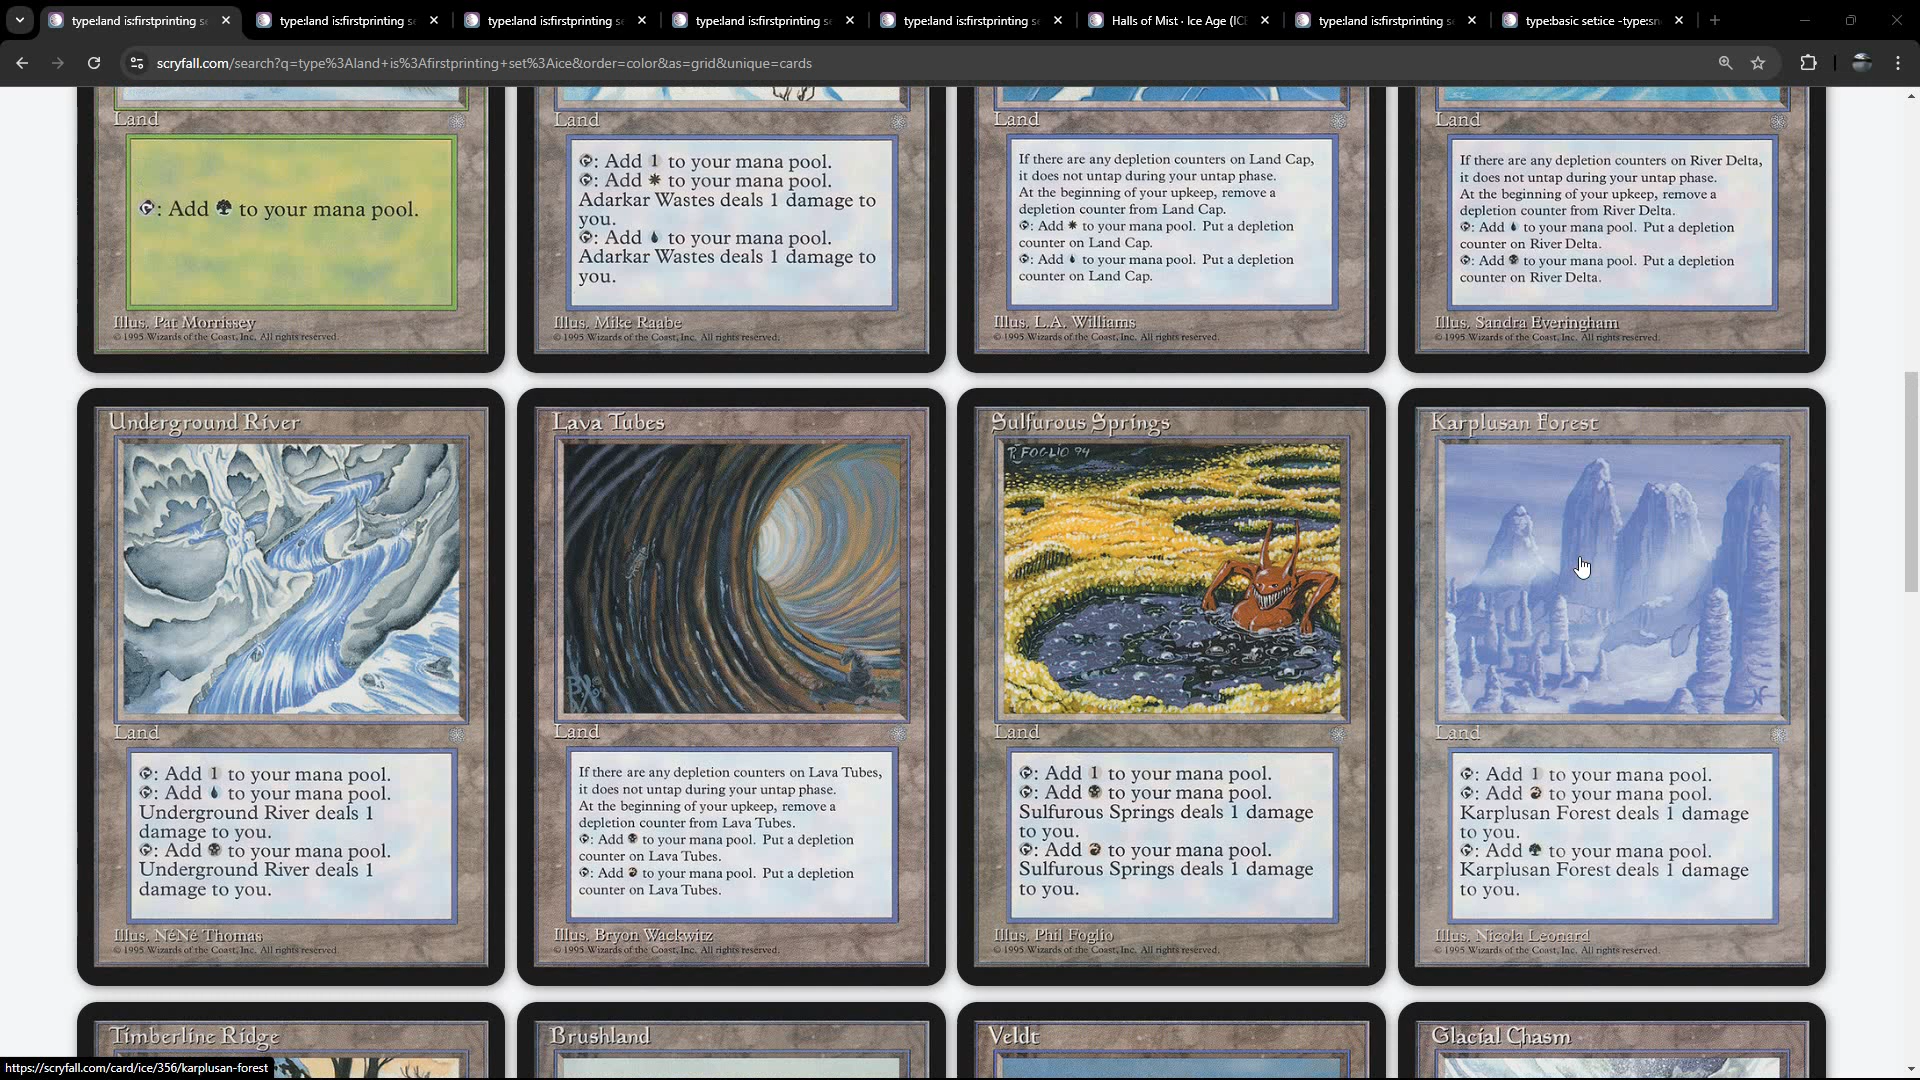 type:land is:firstprinting se
type:land is:firstprinting se
type:land is:firstprinting se
type:land is:firstprinting se
type:land is:firstprinting se
Halls of Mist · Ice Age (ICE
type:land is:firstprinting se
type:basic set:ice -type:sn
scryfall.com/search?q=type%3Aland+is%3Afirstprinting+set%3Aice&order=color&as=grid&unique=cards
Land
: Add to your mana pool.
Illus. Pat Morrissey
© 1995 Wizards of the Coast, Inc. All rights reserved.
Land
: Add 1 to your mana pool.
: Add to your mana pool.
Adarkar Wastes deals 1 damage to
you.
: Add to your mana pool.
Adarkar Wastes deals 1 damage to
you.
Illus. Mike Raabe
© 1995 Wizards of the Coast, Inc. All rights reserved.
Land
If there are any depletion counters on Land Cap,
it does not untap during your untap phase.
At the beginning of your upkeep, remove a
depletion counter from Land Cap.
: Add to your mana pool. Put a depletion
counter on Land Cap.
: Add to your mana pool. Put a depletion
counter on Land Cap.
Illus. L.A. Williams
© 1995 Wizards of the Coast, Inc. All rights reserved.
Land
If there are any depletion counters on River Delta,
it does not untap during your untap phase.
At the beginning of your upkeep, remove a
depletion counter from River Delta.
: Add to your mana pool. Put a depletion
counter on River Delta.
: Add to your mana pool. Put a depletion
counter on River Delta.
Illus. Sandra Everingham
© 1995 Wizards of the Coast, Inc. All rights reserved.
Underground River
Land
: Add 1 to your mana pool.
: Add to your mana pool.
Underground River deals 1
damage to you.
: Add to your mana pool.
Underground River deals 1
damage to you.
Illus. NéNé Thomas
© 1995 Wizards of the Coast, Inc. All rights reserved.
Lava Tubes
Land
If there are any depletion counters on Lava Tubes,
it does not untap during your untap phase.
At the beginning of your upkeep, remove a
depletion counter from Lava Tubes.
: Add to your mana pool. Put a depletion
counter on Lava Tubes.
: Add to your mana pool. Put a depletion
counter on Lava Tubes.
Illus. Bryon Wackwitz
© 1995 Wizards of the Coast, Inc. All rights reserved.
Sulfurous Springs
P. FOGLIO 94
Land
: Add 1 to your mana pool.
: Add to your mana pool.
Sulfurous Springs deals 1 damage
to you.
: Add to your mana pool.
Sulfurous Springs deals 1 damage
to you.
Illus. Phil Foglio
© 1995 Wizards of the Coast, Inc. All rights reserved.
Karplusan Forest
Land
: Add 1 to your mana pool.
: Add to your mana pool.
Karplusan Forest deals 1 damage
to you.
: Add to your mana pool.
Karplusan Forest deals 1 damage
to you.
Illus. Nicola Leonard
© 1995 Wizards of the Coast, Inc. All rights reserved.
Timberline Ridge
Brushland
Veldt
Glacial Chasm
https://scryfall.com/card/ice/356/karplusan-forest